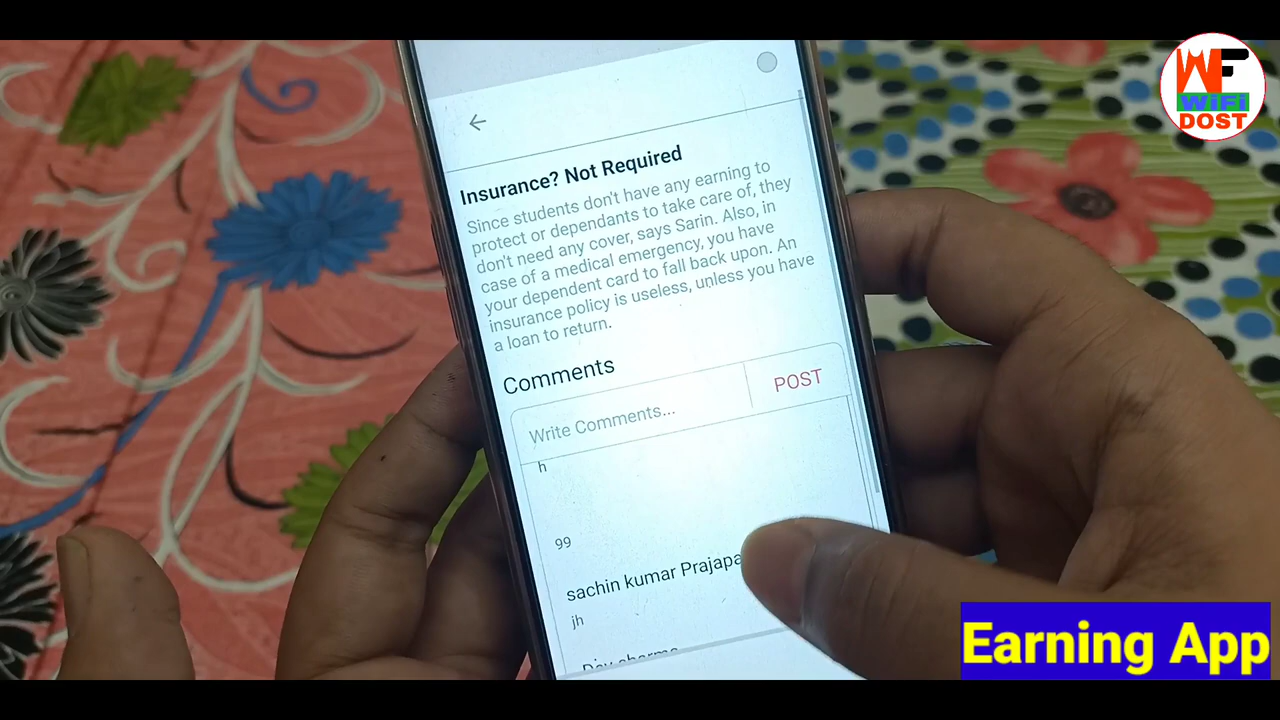 WF
WiFi
DOST
Insurance? Not Required
Since students don't have any earning to
protect or dependants to take care of, they
don't need any cover, says Sarin. Also, in
case of a medical emergency, you have
your dependent card to fall back upon. An
insurance policy is useless, unless you have
a loan to return.
Comments
Write Comments...
POST
h
99
sachin kumar
jh
Earning App